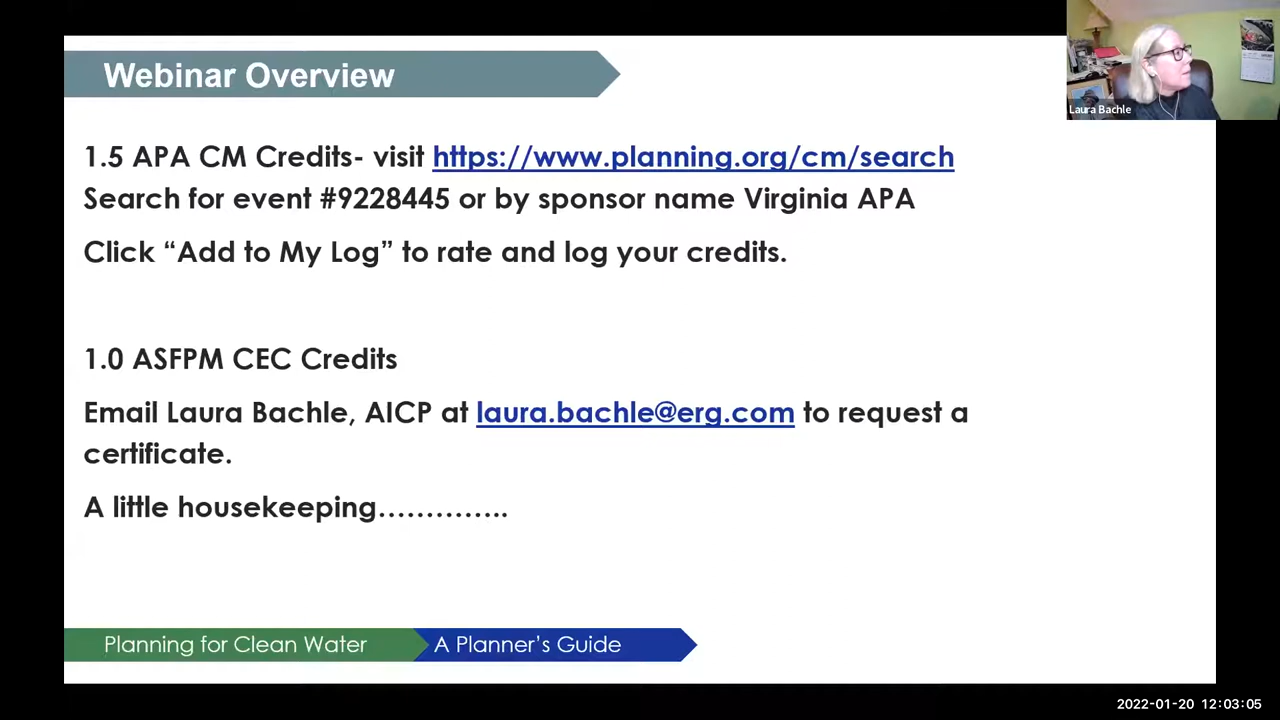 Webinar Overview
Laura Bachle
1.5 APA CM Credits- visit https://www.planning.org/cm/search
Search for event #9228445 or by sponsor name Virginia APA
Click “Add to My Log” to rate and log your credits.
1.0 ASFPM CEC Credits
Email Laura Bachle, AICP at laura.bachle@erg.com to request a
certificate.
A little housekeeping…………..
Planning for Clean Water A Planner’s Guide
2022-01-20 12:03:05